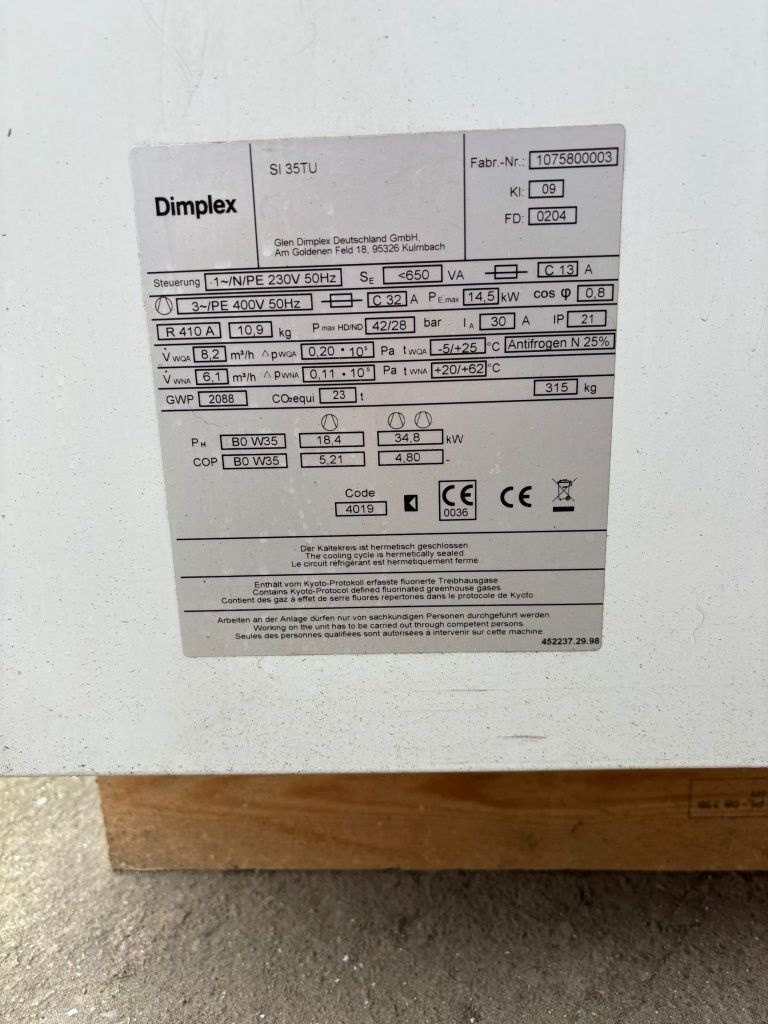 Dimplex
SI 35TU
Glen Dimplex Deutschland GmbH,
Am Goldenen Feld 18, 95326 Kulmbach
Fabr.-Nr.: 1075800003
KI: 09
FD: 0204
Steuerung 1~/N/PE 230V 50Hz SE <650 VA C 13 A
3~/PE 400V 50Hz C 32 A PE.max 14,5 kW cos φ 0,8
R 410 A 10,9 kg P max HD/ND 42/28 bar IA 30 A IP 21
V̇ WQA 8,2 m³/h △pWQA 0,20 * 10⁵ Pa t WQA -5/+25 °C Antifrogen N 25%
V̇ WNA 6,1 m³/h △pWNA 0,11 * 10⁵ Pa t WNA +20/+62 °C
GWP 2088 CO₂equi 23 t 315 kg
PH B0 W35 18,4 34,8 kW
COP B0 W35 5,21 4,80 -
Code
4019
CE
0036
CE
Der Kältekreis ist hermetisch geschlossen.
The cooling cycle is hermetically sealed.
Le circuit réfrigérant est hermétiquement fermé
Enthält vom Kyoto-Protokoll erfasste fluorierte Treibhausgase.
Contains Kyoto-Protocol defined fluorinated greenhouse gases
Contient des gaz à effet de serre fluorés repertoriés dans le protocole de Kyoto.
Arbeiten an der Anlage dürfen nur von sachkundigen Personen durchgeführt werden.
Working on the unit has to be carried out through competent persons.
Seules des personnes qualifiées sont autorisées à intervenir sur cette machine.
452237.29.98
PL-08 338
HT